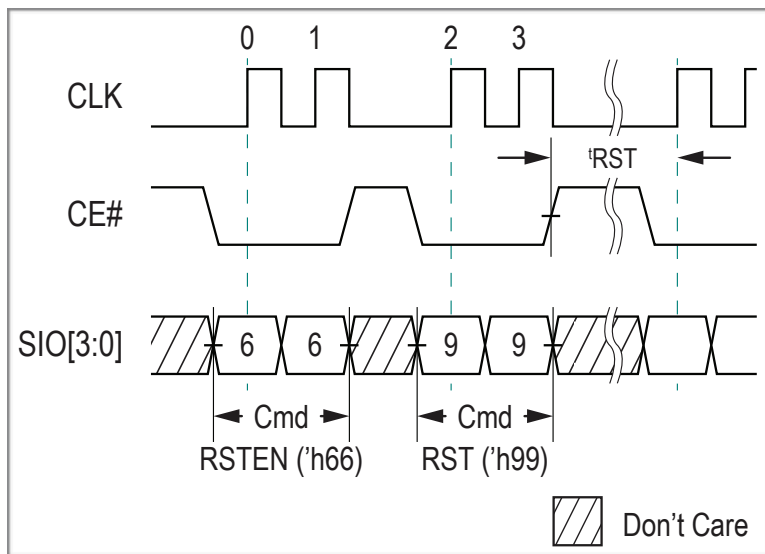 0 1 2 3
CLK
tRST
CE#
SIO[3:0] 6 6 9 9
Cmd Cmd
RSTEN ('h66) RST ('h99)
Don't Care